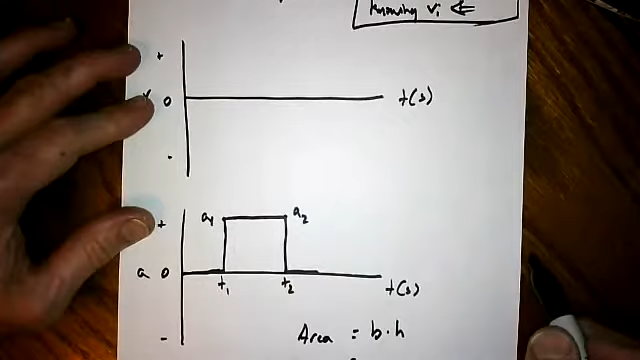 knowing vi ⇐
+
v 0 t(s)
-
+ a1 a2
a 0 t1 t2 t(s)
-
Area = b·h
=